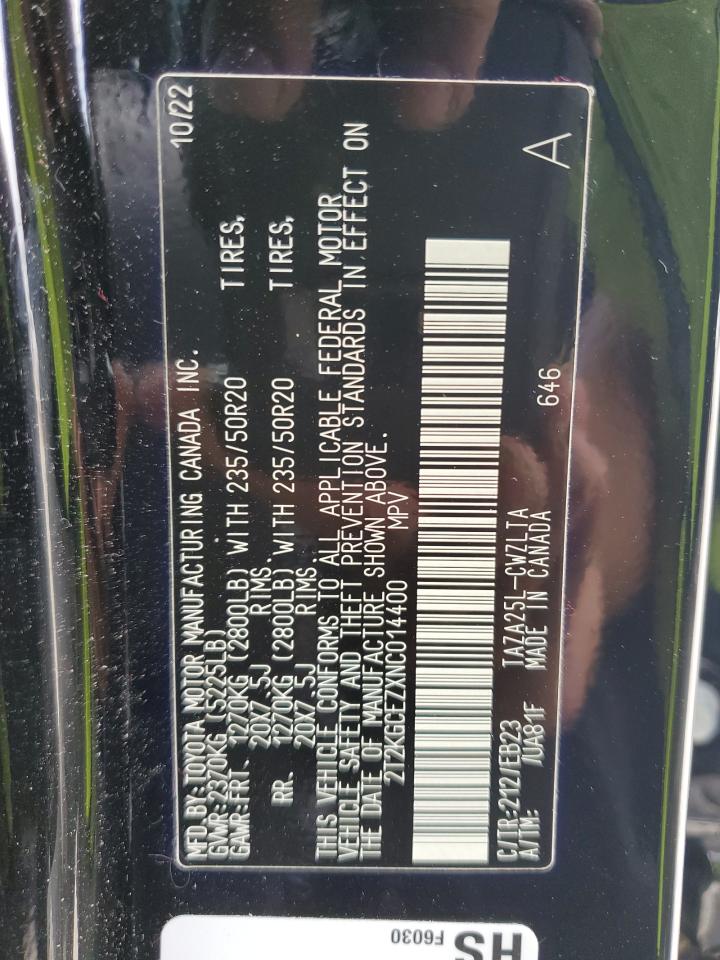 MFD BY:TOYOTA MOTOR MANUFACTURING CANADA INC. 10/22
GVWR:2370KG (5225LB)
GAWR:FRT. 1270KG (2800LB) WITH 235/50R20 TIRES,
20X7.5J RIMS.
RR. 1270KG (2800LB) WITH 235/50R20 TIRES,
20X7.5J RIMS.
THIS VEHICLE CONFORMS TO ALL APPLICABLE FEDERAL MOTOR
VEHICLE SAFETY AND THEFT PREVENTION STANDARDS IN EFFECT ON
THE DATE OF MANUFACTURE SHOWN ABOVE.
2T2KGCEZXNC014400 MPV
C/TR:212/EB23 TAZA25L-CWZLTA
A/TM: /UA81F MADE IN CANADA 646 A
HS
F6030